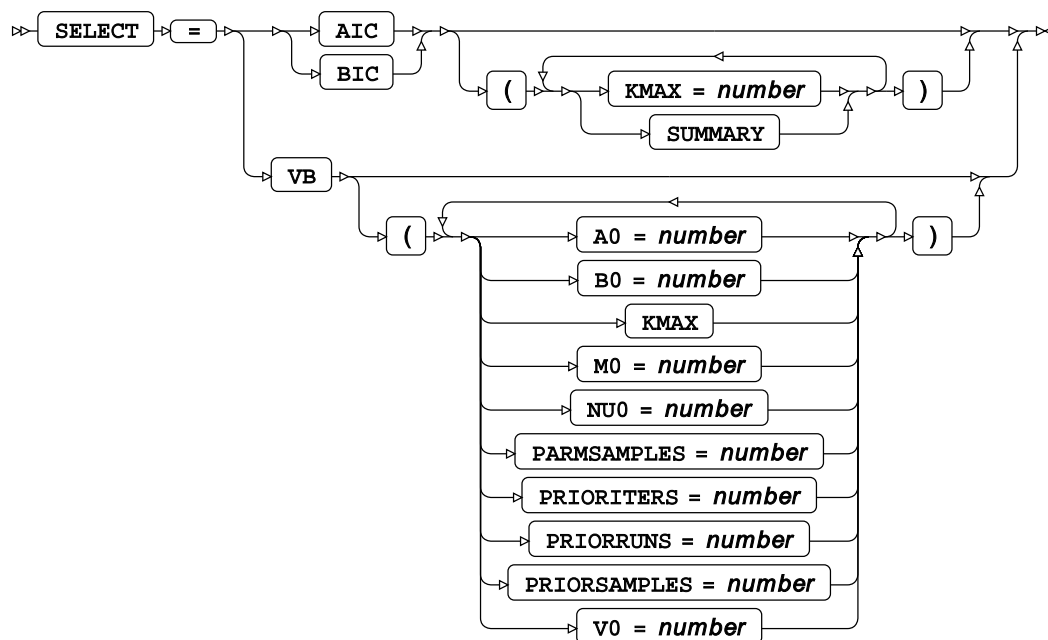 SELECT = AIC
BIC
( KMAX = number )
SUMMARY
VB
( A0 = number )
B0 = number
KMAX
M0 = number
NU0 = number
PARMSAMPLES = number
PRIORITERS = number
PRIORRUNS = number
PRIORSAMPLES = number
V0 = number